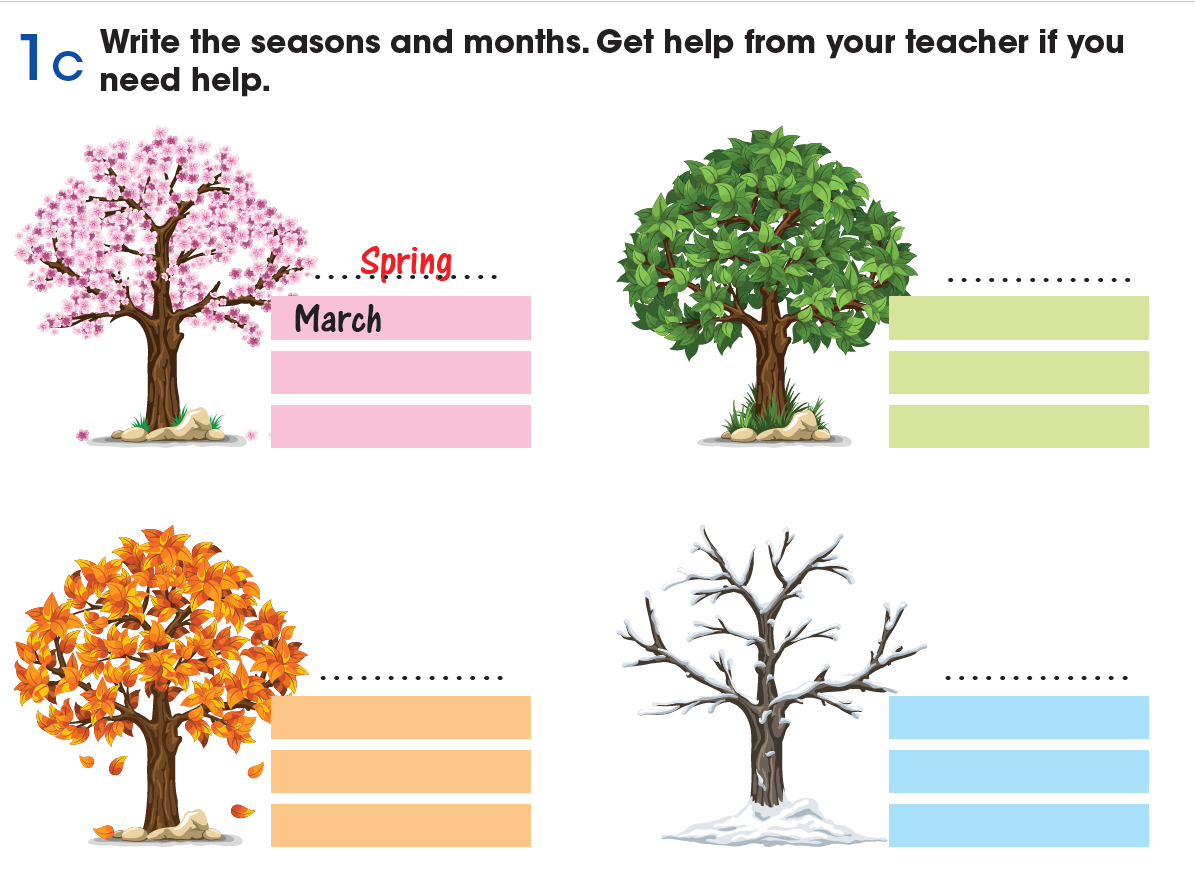 1c Write the seasons and months. Get help from your teacher if you
need help.
Spring
March